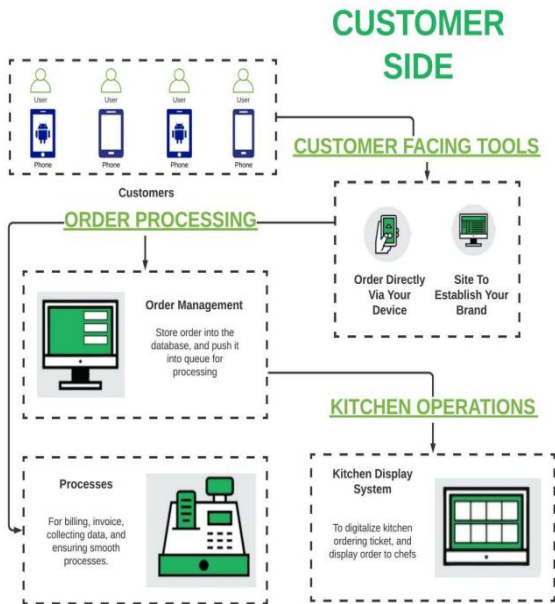 CUSTOMER
SIDE
User
User
User
User
Phone
Phone
Phone
Phone
Customers
CUSTOMER FACING TOOLS
Order Directly
Via Your
Device
Site To
Establish Your
Brand
ORDER PROCESSING
Order Management
Store order into the
database, and push it
into queue for
processing
KITCHEN OPERATIONS
Processes
For billing, invoice,
collecting data, and
ensuring smooth
processes.
Kitchen Display
System
To digitalize kitchen
ordering ticket, and
display order to chefs